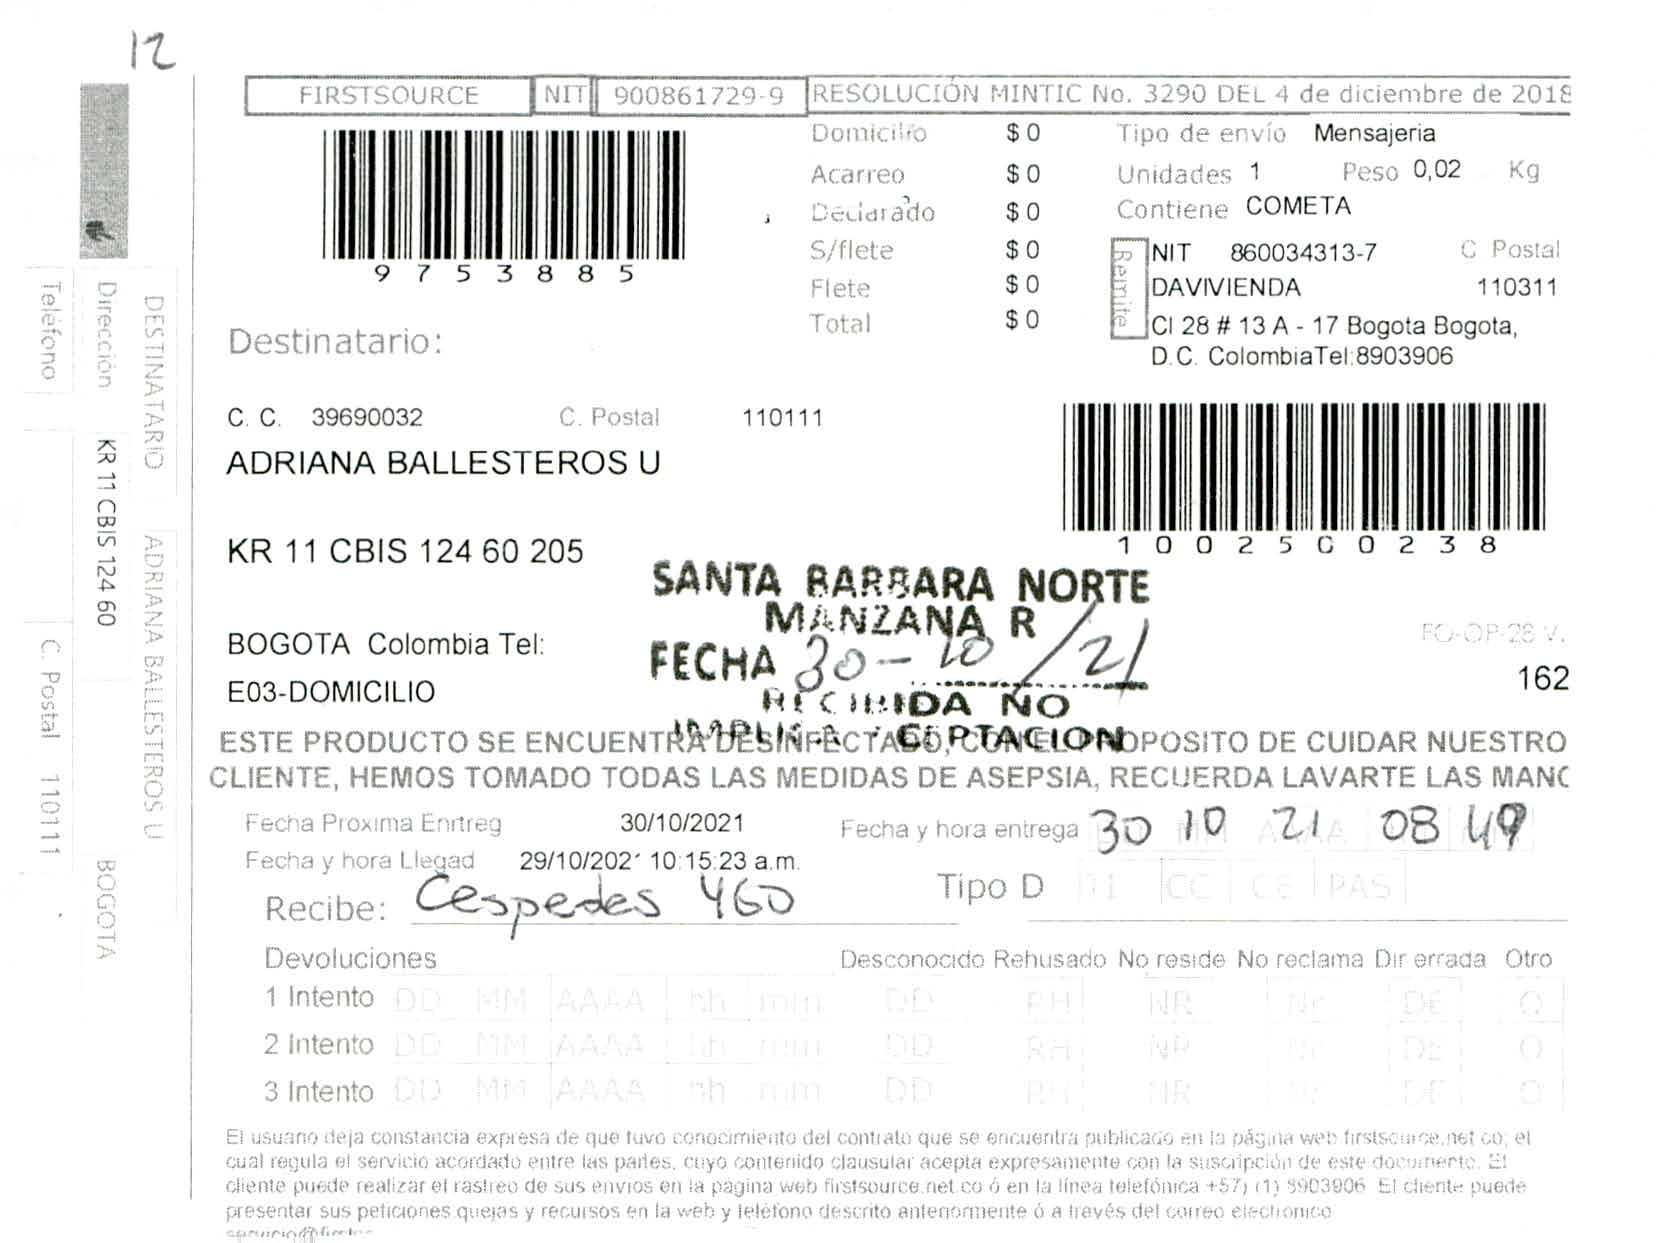 12
FIRSTSOURCE NIT 900861729-9 RESOLUCIÓN MINTIC No. 3290 DEL 4 de diciembre de 2018
9753885
Domicilio $ 0
Acarreo $ 0
Declarado $ 0
S/flete $ 0
Flete $ 0
Total $ 0
Tipo de envío Mensajeria
Unidades 1 Peso 0,02 Kg
Contiene COMETA
Remite
NIT 860034313-7 C Postal
DAVIVIENDA 110311
Cl 28 # 13 A - 17 Bogota Bogota,
D.C. ColombiaTel:8903906
Destinatario:
C. C. 39690032 C. Postal 110111
ADRIANA BALLESTEROS U
1002500238
KR 11 CBIS 124 60 205
SANTA BARBARA NORTE
MANZANA R
FECHA 30-10/21
RECIBIDA NO
IMPLICA ACEPTACION
BOGOTA Colombia Tel:
E03-DOMICILIO
FO-OP-28 V.
162
ESTE PRODUCTO SE ENCUENTRA DESINFECTADO, CON EL PROPOSITO DE CUIDAR NUESTRO
CLIENTE, HEMOS TOMADO TODAS LAS MEDIDAS DE ASEPSIA, RECUERDA LAVARTE LAS MANO
Fecha Proxima Enrtreg 30/10/2021
Fecha y hora entrega 30 10 21 08 49
Fecha y hora Llegad 29/10/2021 10:15:23 a.m.
Tipo D TI CC CE PAS
Recibe: Cespedes 460
Devoluciones Desconocido Rehusado No reside No reclama Dir errada Otro
1 Intento DD MM AAAA hh mm DD RH NR Nr DE O
2 Intento DD MM AAAA hh mm DD RH NR Nr DE O
3 Intento DD MM AAAA hh mm DD RH NR Nr DE O
El usuario deja constancia expresa de que tuvo conocimiento del contrato que se encuentra publicado en la página web firstsource.net.co; el
cual regula el servicio acordado entre las partes, cuyo contenido clausular acepta expresamente con la suscripción de este documento. El
cliente puede realizar el rastreo de sus envios en la página web firstsource.net.co ó en la línea telefónica +57) (1) 8903906 El cliente puede
presentar sus peticiones quejas y recursos en la web y teléfono descrito anteriormente ó a través del correo electronico
DESTINATARIO ADRIANA BALLESTEROS U
Dirección KR 11 CBIS 124 60 BOGOTA
Teléfono C. Postal 110111